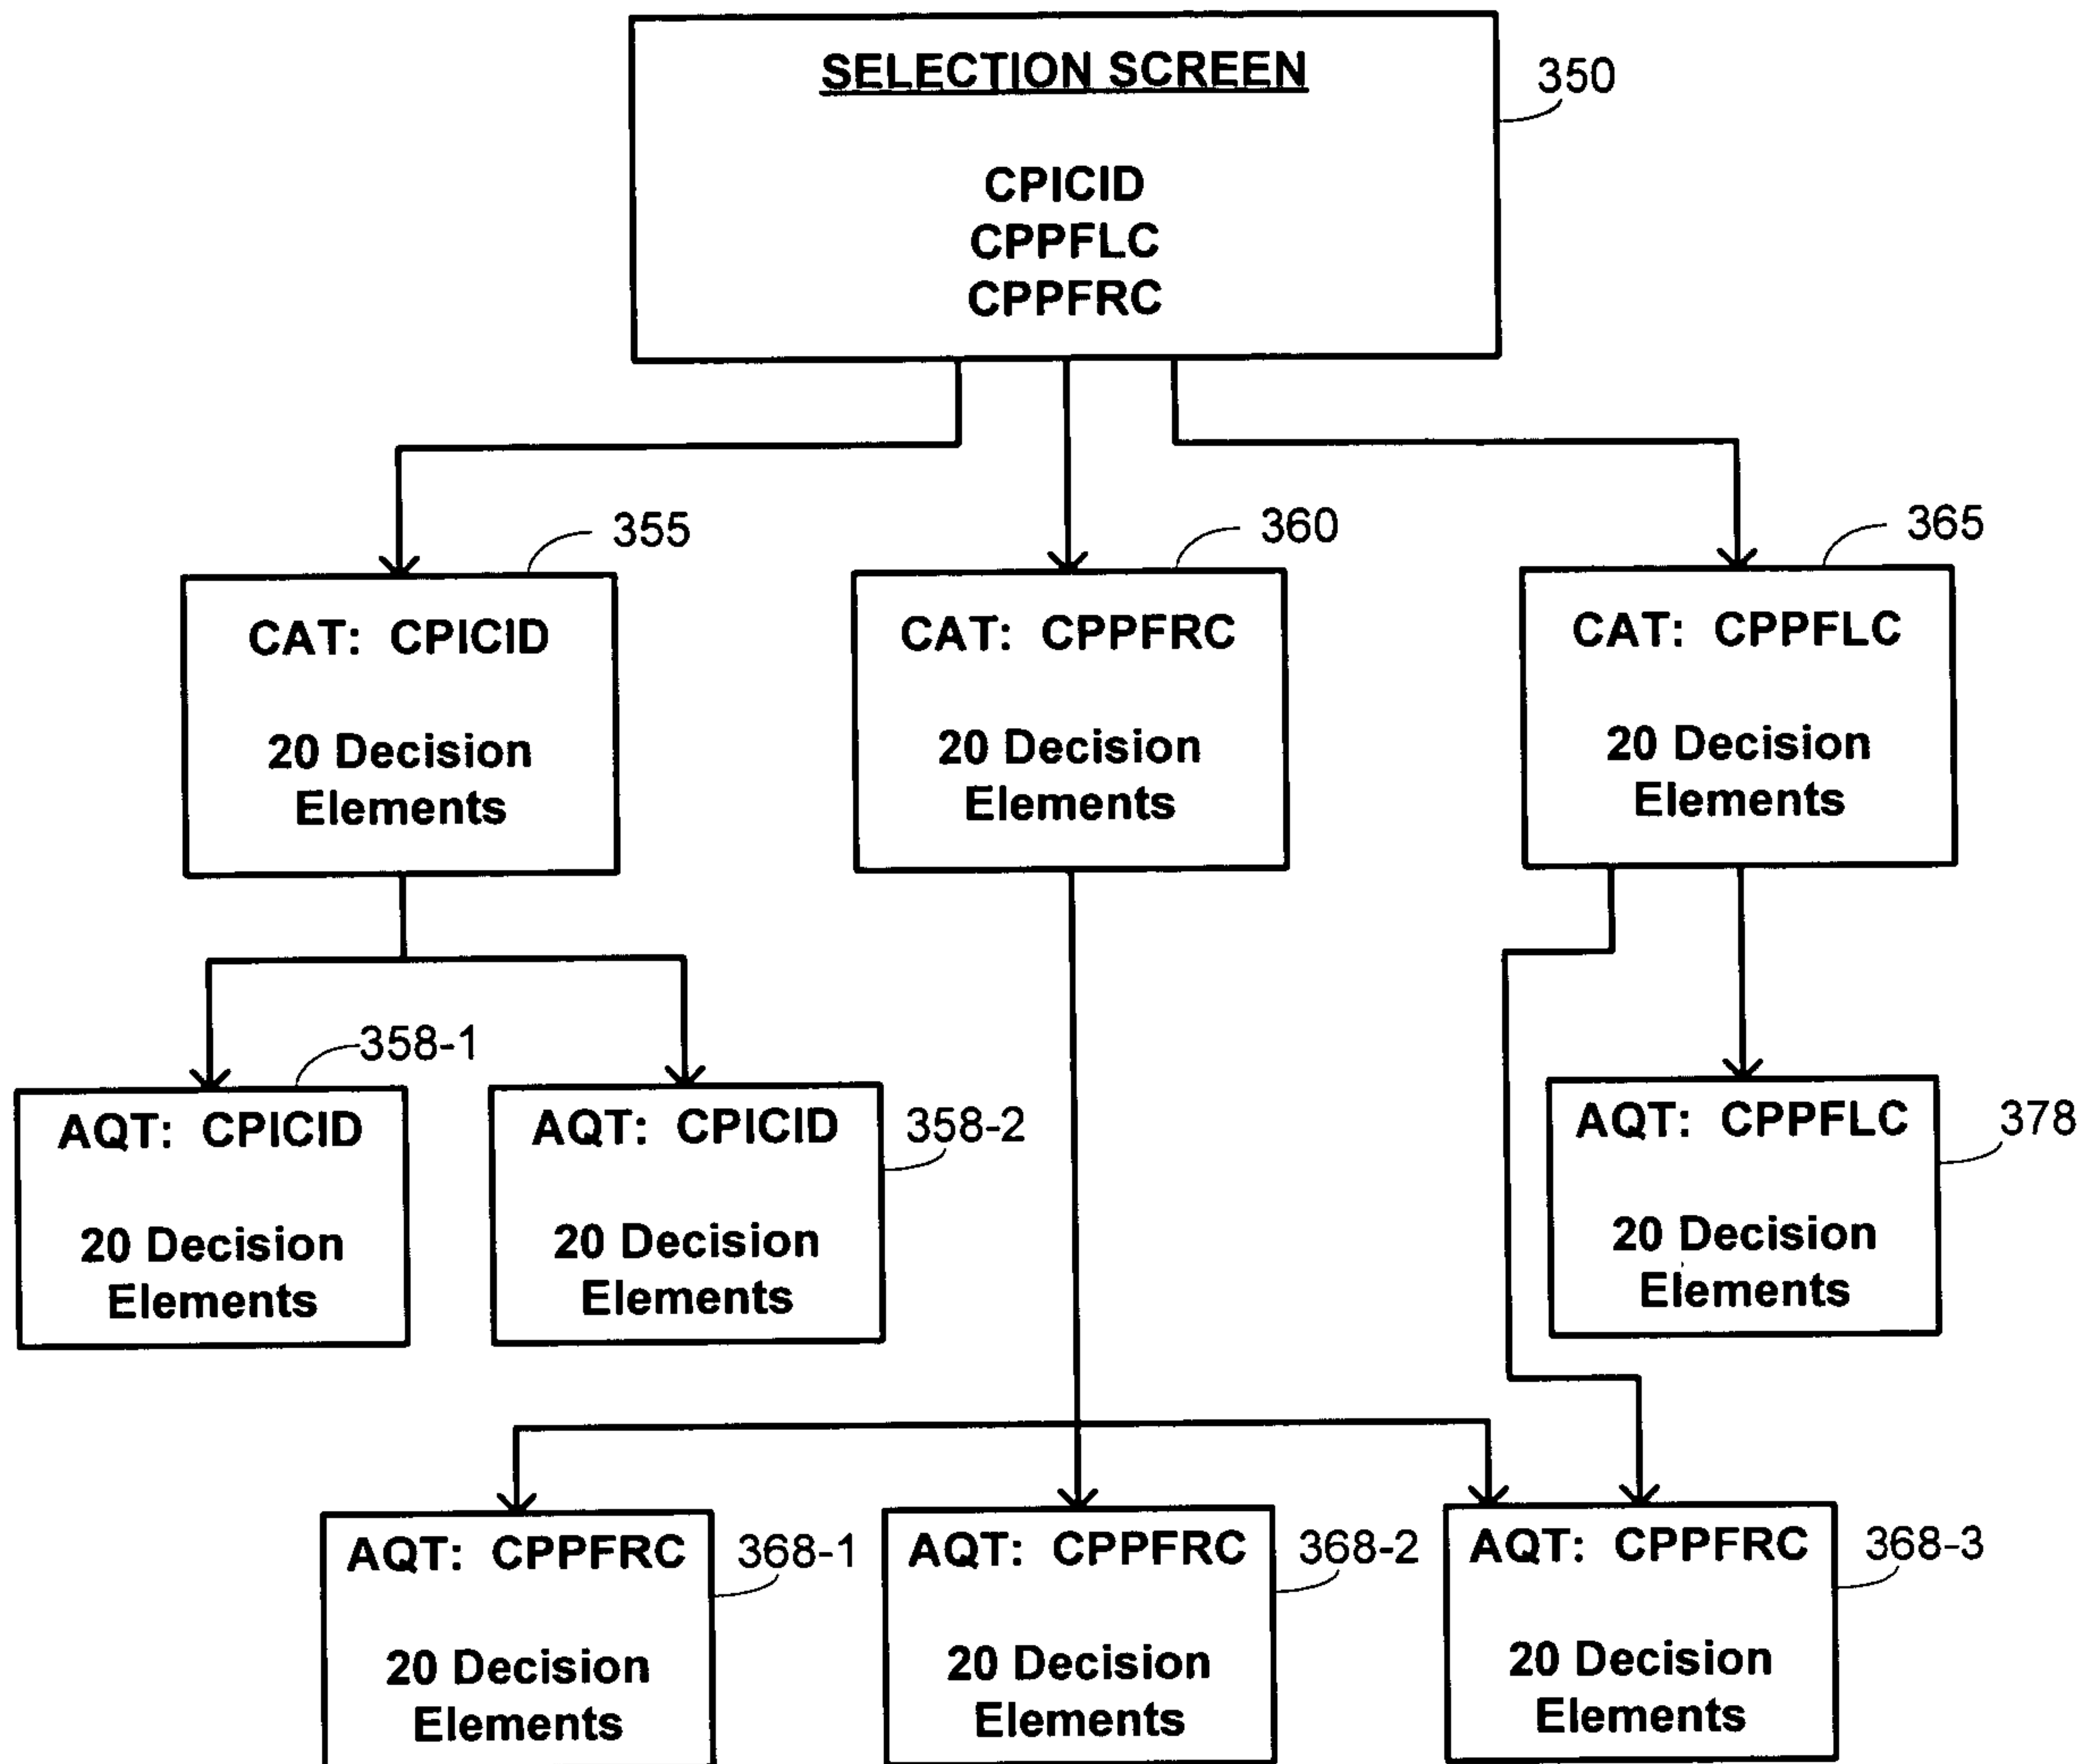 SELECTION SCREEN
350
CPICID
CPPFLC
CPPFRC
355
360
365
CAT: CPICID
20 Decision
Elements
CAT: CPPFRC
20 Decision
Elements
CAT: CPPFLC
20 Decision
Elements
358-1
AQT: CPICID
20 Decision
Elements
358-2
AQT: CPICID
20 Decision
Elements
378
AQT: CPPFLC
20 Decision
Elements
368-1
AQT: CPPFRC
20 Decision
Elements
368-2
AQT: CPPFRC
20 Decision
Elements
368-3
AQT: CPPFRC
20 Decision
Elements